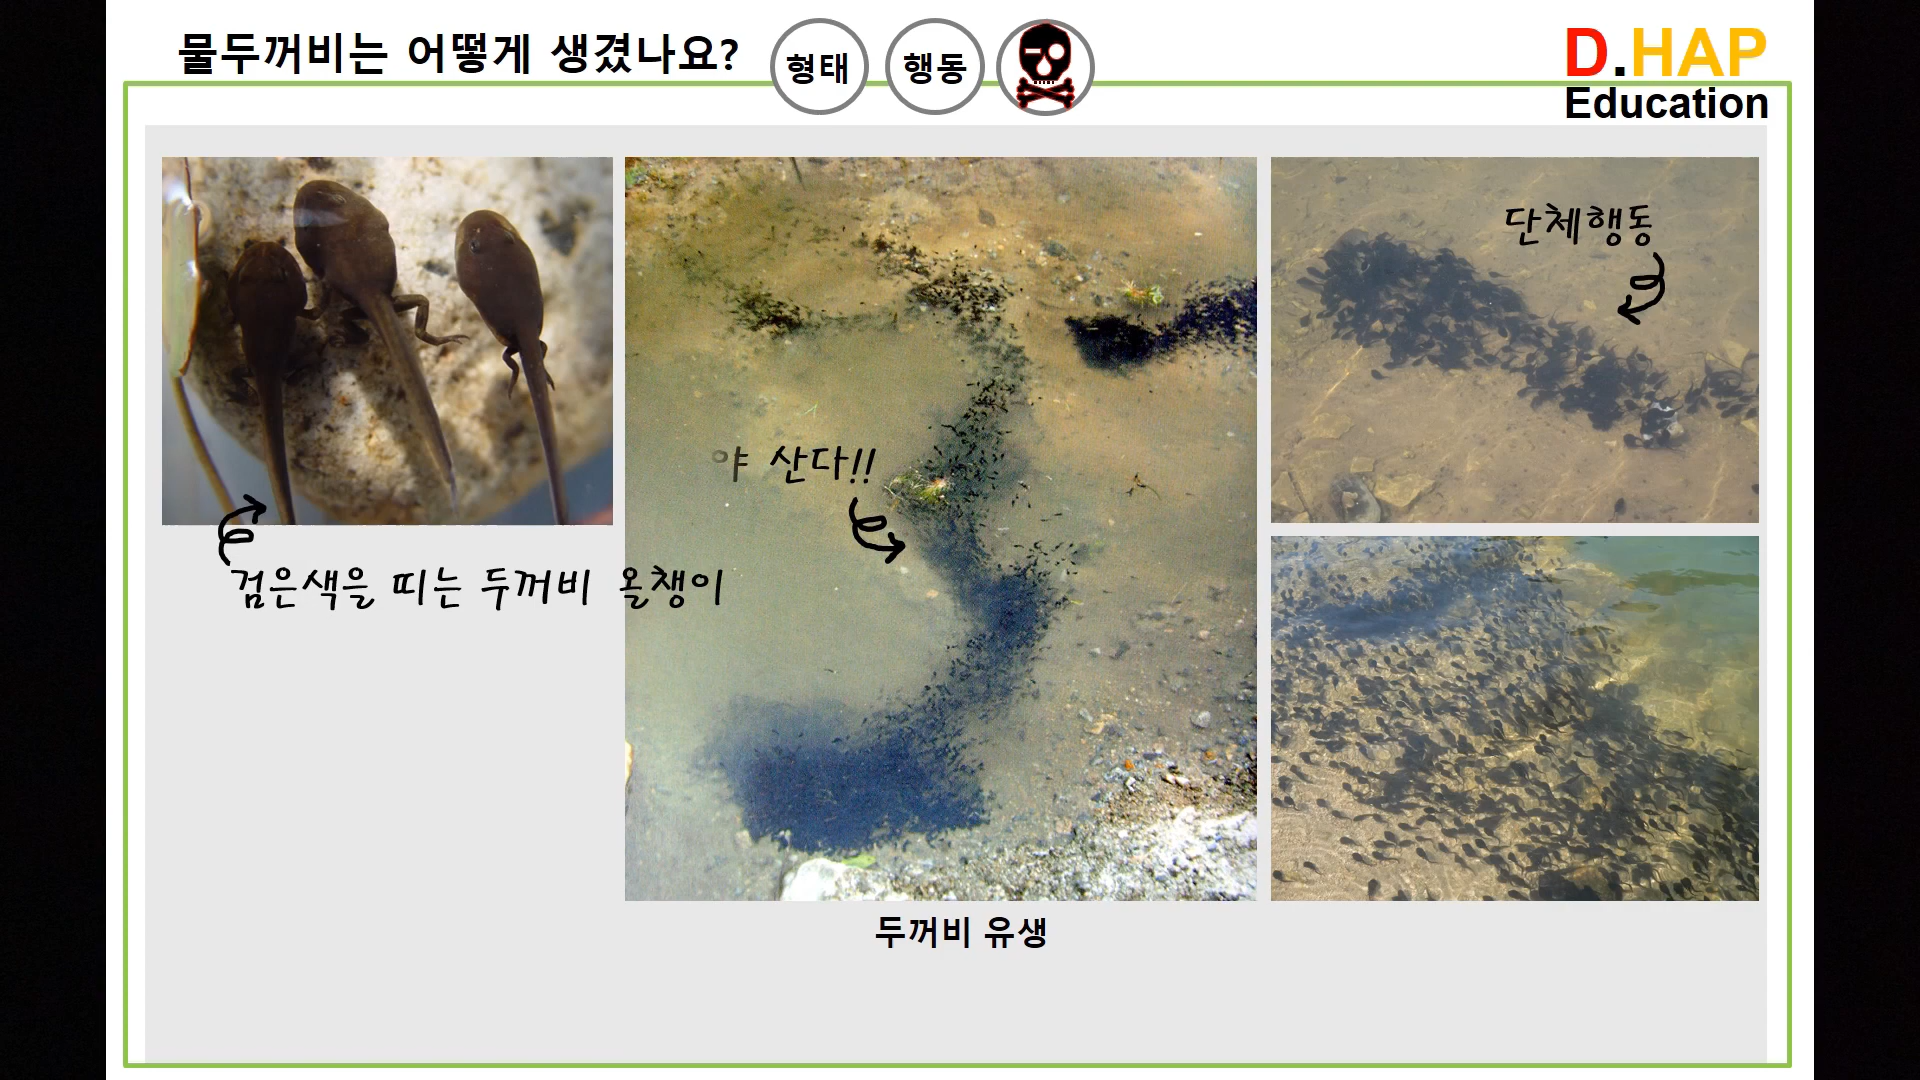 물두꺼비는 어떻게 생겼나요?
형태
행동
D.HAP
Education
단체행동
야 산다!!
검은색을 띠는 두꺼비 올챙이
두꺼비 유생